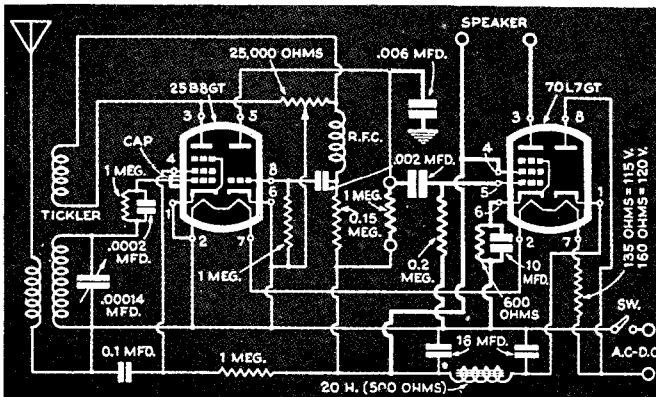 SPEAKER
25,000 OHMS
.006 MFD.
25B8GT
70L7GT
3
5
3
8
R.F.C.
CAP
4
8
.002 MFD.
4
1 MEG.
6
1 MEG.
5
1
TICKLER
1
0.15 MEG.
6
2
7
2
7
.0002 MFD.
1 MEG.
0.2 MEG.
10 MFD.
135 OHMS = 115 V.
160 OHMS = 120 V.
.00014 MFD.
600 OHMS
SW.
0.1 MFD.
1 MEG.
16 MFD.
A.C-D.C.
20 H. (500 OHMS)